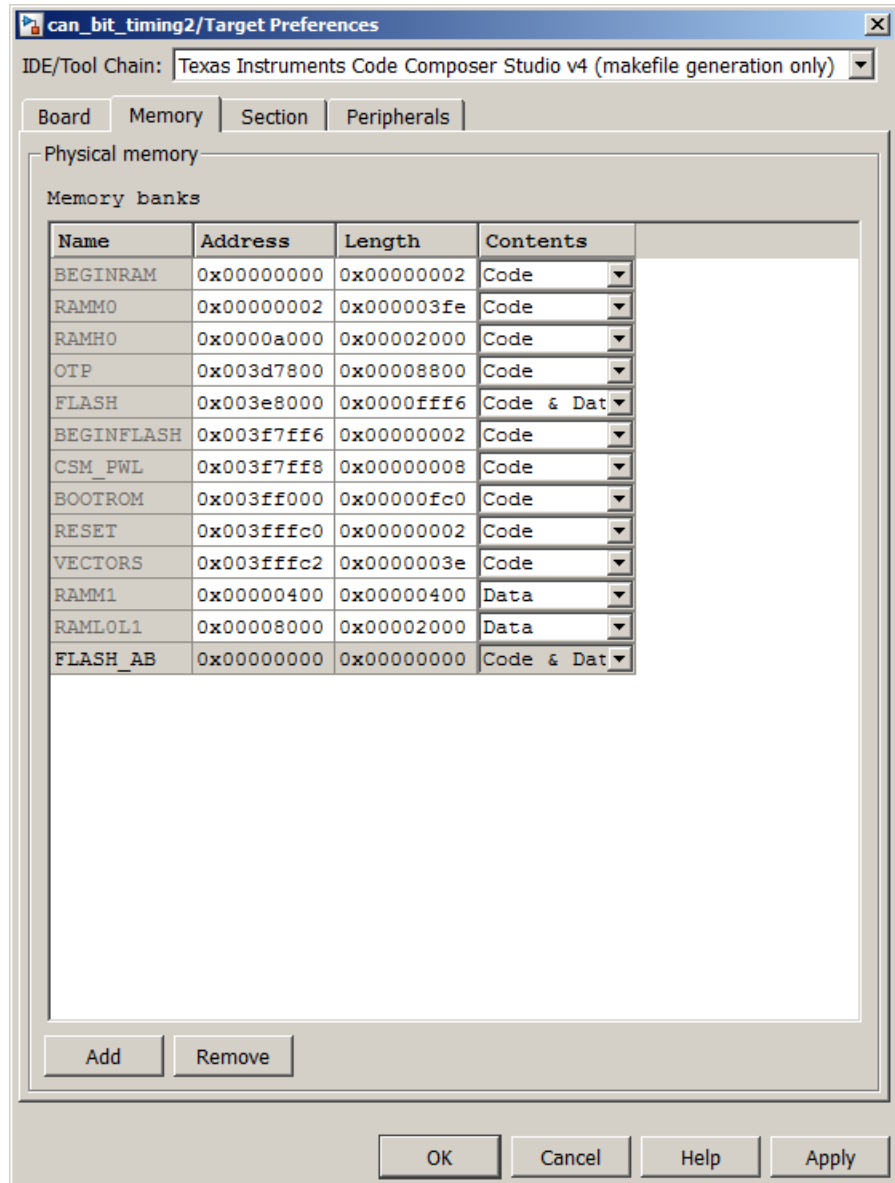 can_bit_timing2/Target Preferences
IDE/Tool Chain: Texas Instruments Code Composer Studio v4 (makefile generation only)
Board Memory Section Peripherals
Physical memory
Memory banks
Name Address Length Contents
BEGINRAM 0x00000000 0x00000002 Code
RAMM0 0x00000002 0x000003fe Code
RAMH0 0x0000a000 0x00002000 Code
OTP 0x003d7800 0x00008800 Code
FLASH 0x003e8000 0x0000fff6 Code & Dat
BEGINFLASH 0x003f7ff6 0x00000002 Code
CSM_PWL 0x003f7ff8 0x00000008 Code
BOOTROM 0x003ff000 0x00000fc0 Code
RESET 0x003fffc0 0x00000002 Code
VECTORS 0x003fffc2 0x0000003e Code
RAMM1 0x00000400 0x00000400 Data
RAML0L1 0x00008000 0x00002000 Data
FLASH_AB 0x00000000 0x00000000 Code & Dat
Add Remove
OK Cancel Help Apply